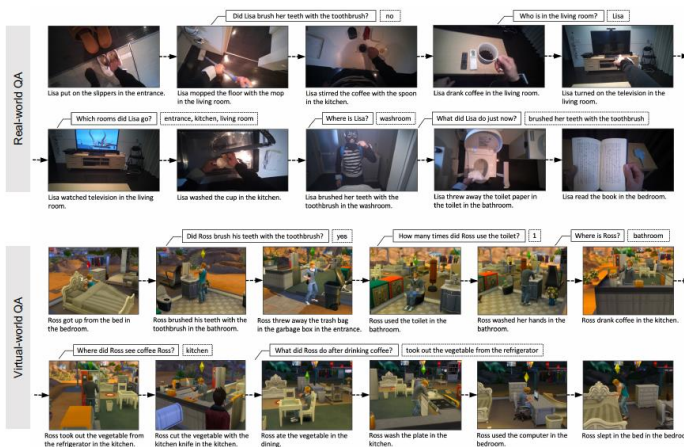 Real-world QA
Did Lisa brush her teeth with the toothbrush?
no
Who is in the living room?
Lisa
Lisa put on the slippers in the entrance.
Lisa mopped the floor with the mop
in the living room.
Lisa stirred the coffee with the spoon
in the kitchen.
Lisa drank coffee in the living room.
Lisa turned on the television in the
living room.
Which rooms did Lisa go?
entrance, kitchen, living room
Where is Lisa?
washroom
What did Lisa do just now?
brushed her teeth with the toothbrush
Lisa watched television in the living
room.
Lisa washed the cup in the kitchen.
Lisa brushed her teeth with the
toothbrush in the washroom.
Lisa threw away the toilet paper in
the toilet in the bathroom.
Lisa read the book in the bedroom.
Virtual-world QA
Did Ross brush his teeth with the toothbrush?
yes
How many times did Ross use the toilet?
1
Where is Ross?
bathroom
Ross got up from the bed in
the bedroom.
Ross brushed his teeth with the
toothbrush in the bathroom.
Ross threw away the trash bag
in the garbage box in the entrance.
Ross used the toilet in the
bathroom.
Ross washed her hands in the
bathroom.
Ross drank coffee in the kitchen.
Where did Ross see coffee Ross?
kitchen
What did Ross do after drinking coffee?
took out the vegetable from the refrigerator
Ross took out the vegetable from
the refrigerator in the kitchen.
Ross cut the vegetable with the
kitchen knife in the kitchen.
Ross ate the vegetable in the
dining.
Ross wash the plate in the
kitchen.
Ross used the computer in the
bedroom.
Ross slept in the bed in the bedroo